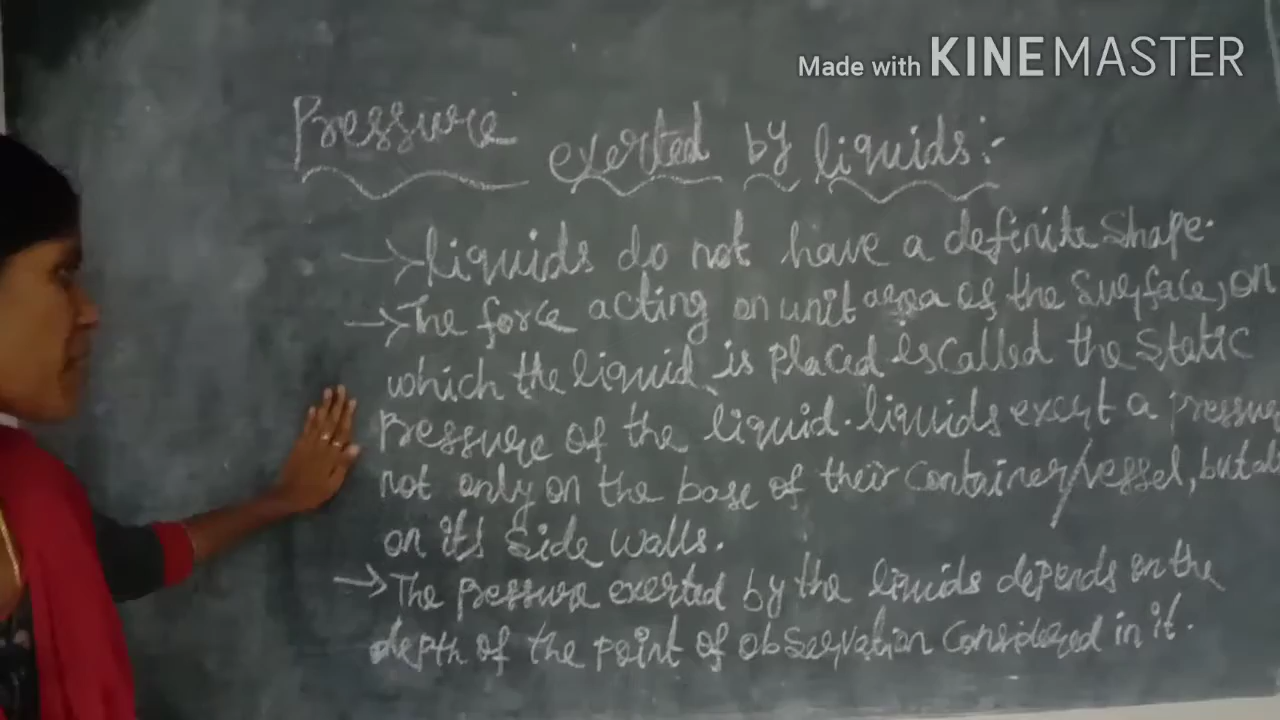 Made with KINEMASTER
Pressure exerted by liquids:-
→ liquids do not have a definite shape.
→ The force acting on unit area of the surface, on
which the liquid is placed is called the static
Pressure of the liquid. liquids exert a pressure
not only on the base of their container/vessel, but al
on its side walls.
→ The pressure exerted by the liquids depends on the
depth of the point of observation considered in it.